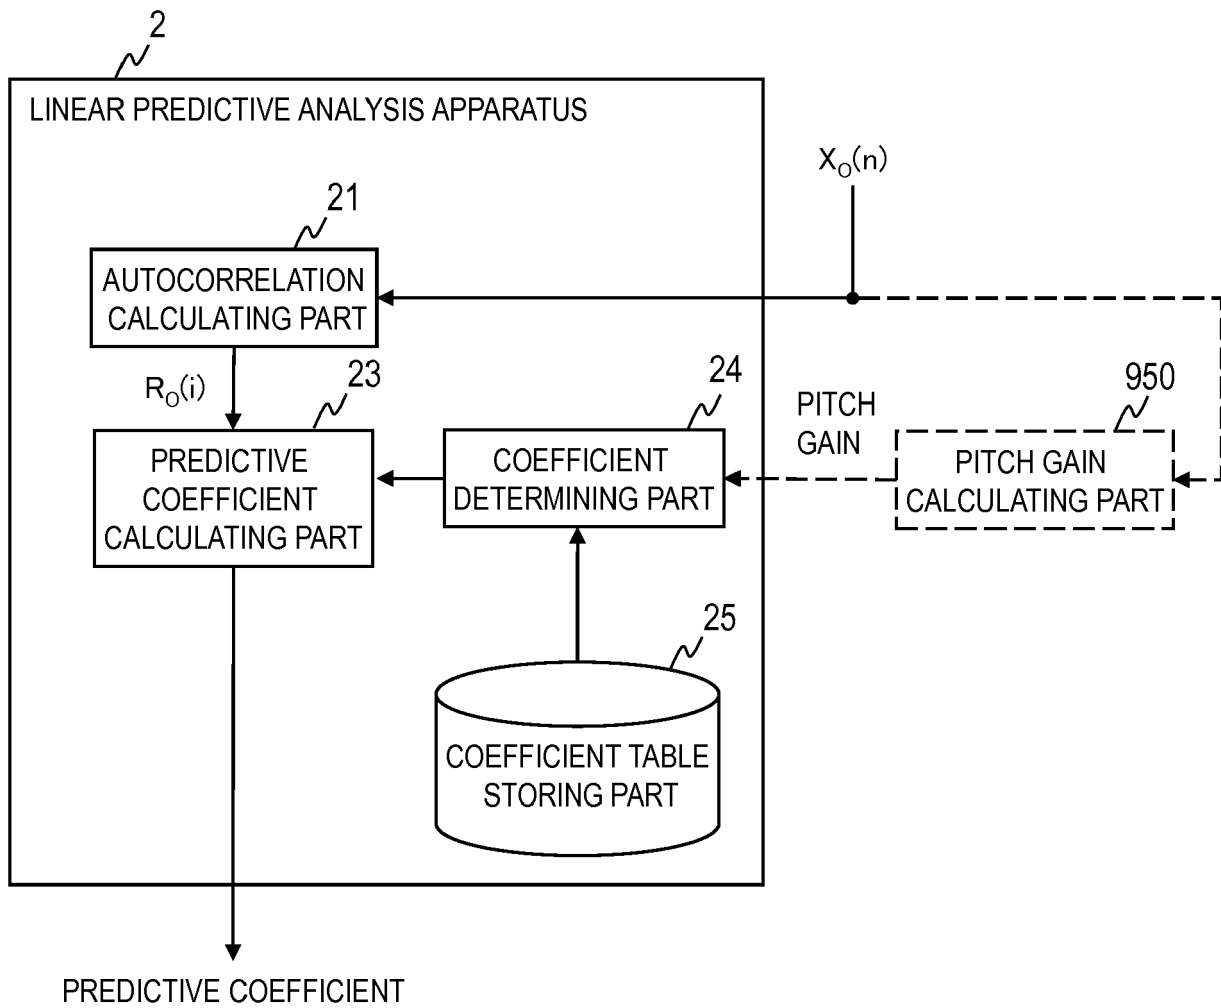 2
LINEAR PREDICTIVE ANALYSIS APPARATUS
X_O(n)
21
AUTOCORRELATION
CALCULATING PART
R_O(i)
23
24
PITCH
GAIN
950
PREDICTIVE
COEFFICIENT
CALCULATING PART
COEFFICIENT
DETERMINING PART
PITCH GAIN
CALCULATING PART
25
COEFFICIENT TABLE
STORING PART
PREDICTIVE COEFFICIENT